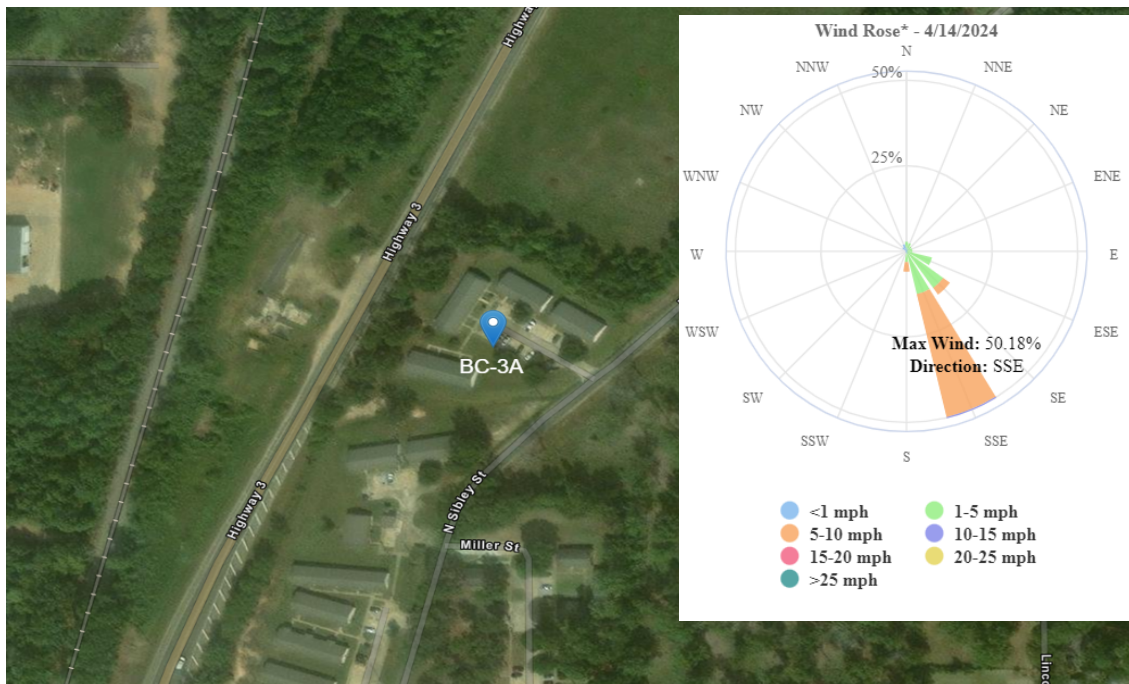 Highway
Highway 3
BC-3A
Highway 3
N Sibley St
Miller St
Wind Rose* - 4/14/2024
N
50%
NNW
NNE
NW
NE
25%
WNW
ENE
W
E
WSW
ESE
Max Wind: 50.18%
Direction: SSE
SW
SE
SSW
SSE
S
<1 mph
1-5 mph
5-10 mph
10-15 mph
15-20 mph
20-25 mph
>25 mph
Linco